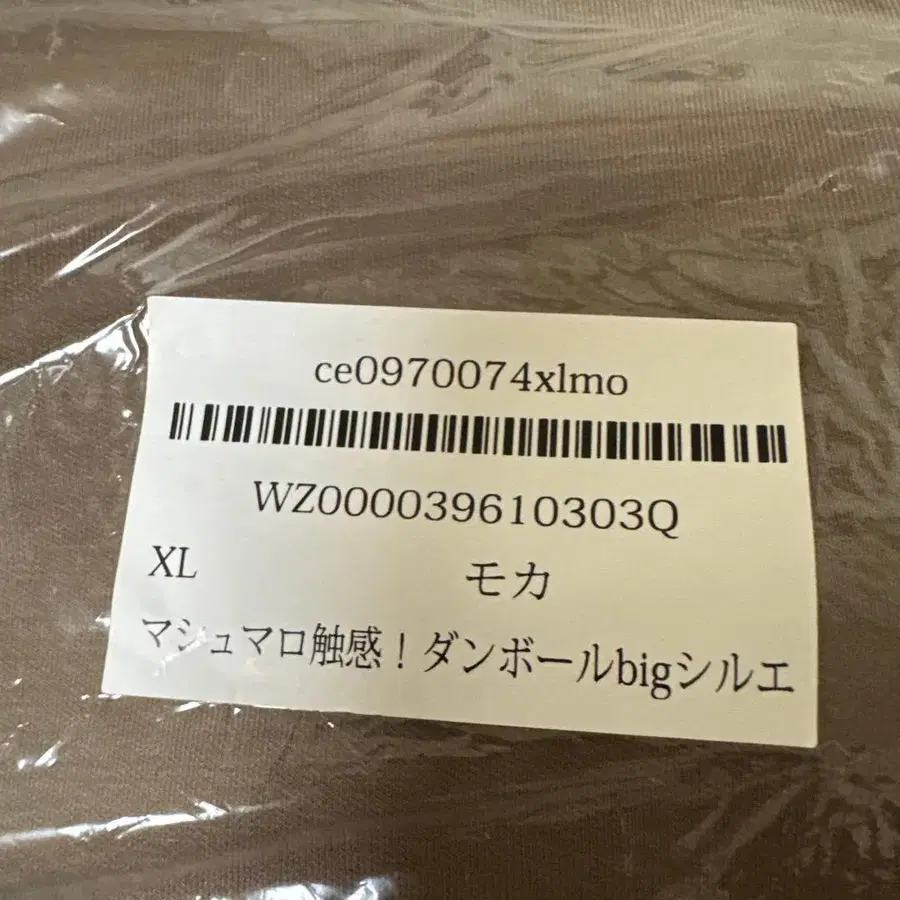 ce0970074xlmo
WZ000039610303Q
XL モカ
マシュマロ触感！ダンボールbigシルエ